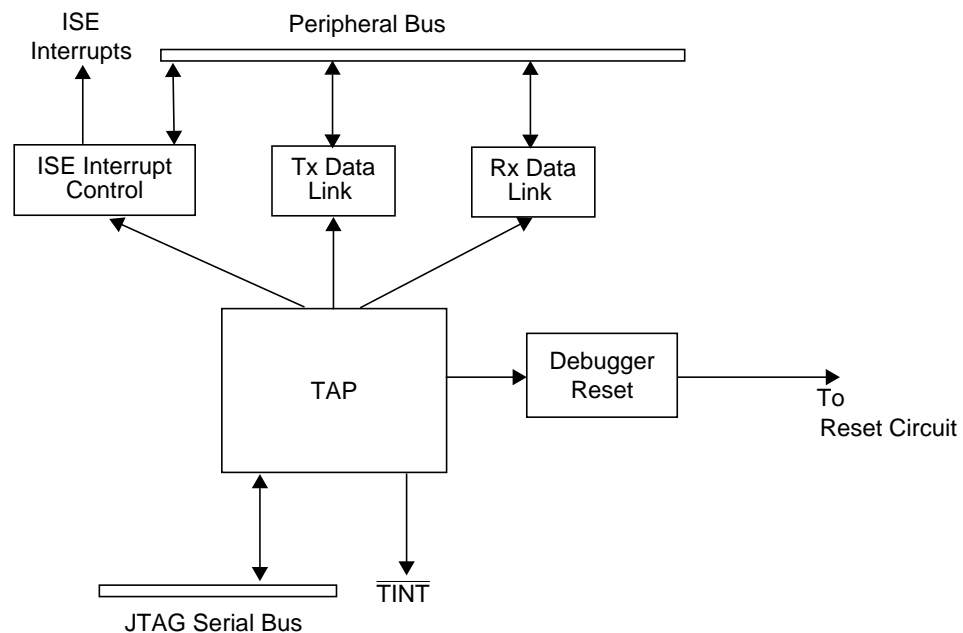 ISE
Interrupts
Peripheral Bus
ISE Interrupt
Control
Tx Data
Link
Rx Data
Link
TAP
Debugger
Reset
To
Reset Circuit
T̅I̅N̅T̅
JTAG Serial Bus